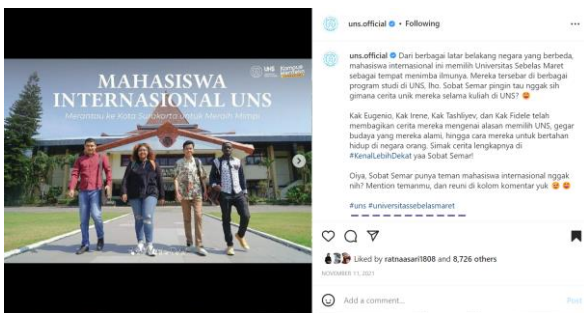 UNS
Kampus Merdeka
MAHASISWA
INTERNASIONAL UNS
Merantau ke Kota Surakarta untuk Meraih Mimpi
uns.official • Following
uns.official Dari berbagai latar belakang negara yang berbeda,
mahasiswa internasional ini memilih Universitas Sebelas Maret
sebagai tempat menimba ilmunya. Mereka tersebar di berbagai
program studi di UNS, lho. Sobat Semar pingin tau nggak sih
gimana cerita unik mereka selama kuliah di UNS? 😍
Kak Eugenio, Kak Irene, Kak Tashliyev, dan Kak Fidele telah
membagikan cerita mereka mengenai alasan memilih UNS, gegar
budaya yang mereka alami, hingga cara mereka untuk bertahan
hidup di negara orang. Simak cerita lengkapnya di
#KenalLebihDekat yaa Sobat Semar!
Oiya, Sobat Semar punya teman mahasiswa internasional nggak
nih? Mention temanmu, dan reuni di kolom komentar yuk
#uns #universitassebelasmaret
Liked by ratnaasari1808 and 8,726 others
NOVEMBER 11, 2021
Add a comment...
Post